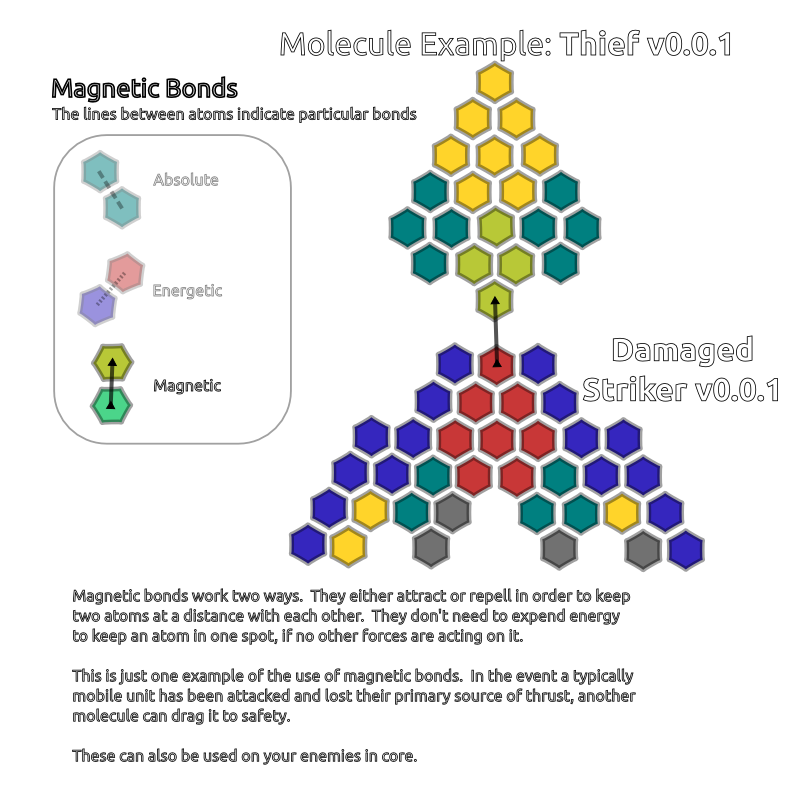 Molecule Example: Thief v0.0.1
Magnetic Bonds
The lines between atoms indicate particular bonds
Absolute
Energetic
Magnetic
Damaged
Striker v0.0.1
Magnetic bonds work two ways.  They either attract or repell in order to keep
two atoms at a distance with each other.  They don't need to expend energy
to keep an atom in one spot, if no other forces are acting on it.
This is just one example of the use of magnetic bonds.  In the event a typically
mobile unit has been attacked and lost their primary source of thrust, another
molecule can drag it to safety.
These can also be used on your enemies in core.